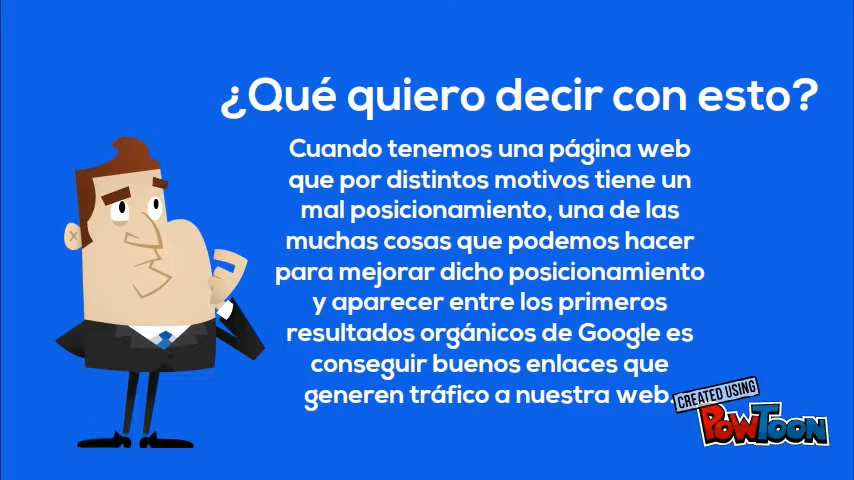 ¿Qué quiero decir con esto?
Cuando tenemos una página web
que por distintos motivos tiene un
mal posicionamiento, una de las
muchas cosas que podemos hacer
para mejorar dicho posicionamiento
y aparecer entre los primeros
resultados orgánicos de Google es
conseguir buenos enlaces que
generen tráfico a nuestra web.
CREATED USING
POWTOON